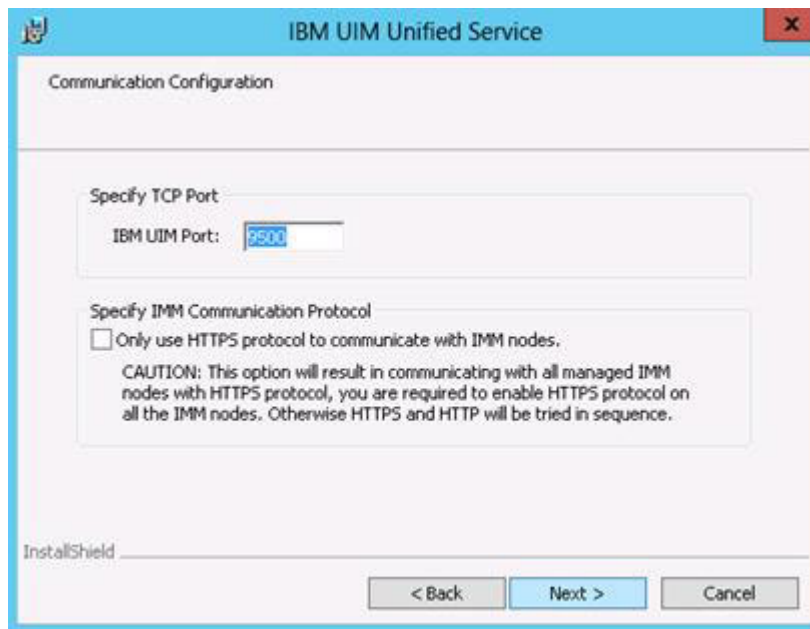 IBM UIM Unified Service
x
Communication Configuration
Specify TCP Port
IBM UIM Port: 9500
Specify IMM Communication Protocol
Only use HTTPS protocol to communicate with IMM nodes.
CAUTION: This option will result in communicating with all managed IMM
nodes with HTTPS protocol, you are required to enable HTTPS protocol on
all the IMM nodes. Otherwise HTTPS and HTTP will be tried in sequence.
InstallShield
< Back Next > Cancel